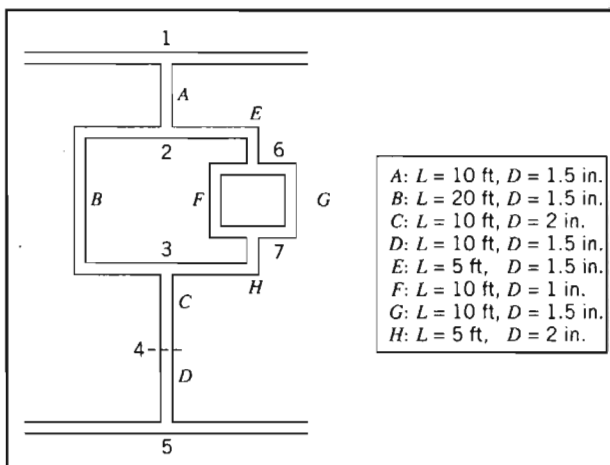 1
A
E
2
6
B
F
G
3
7
H
C
4
D
5
A: L = 10 ft, D = 1.5 in.
B: L = 20 ft, D = 1.5 in.
C: L = 10 ft, D = 2 in.
D: L = 10 ft, D = 1.5 in.
E: L = 5 ft, D = 1.5 in.
F: L = 10 ft, D = 1 in.
G: L = 10 ft, D = 1.5 in.
H: L = 5 ft, D = 2 in.